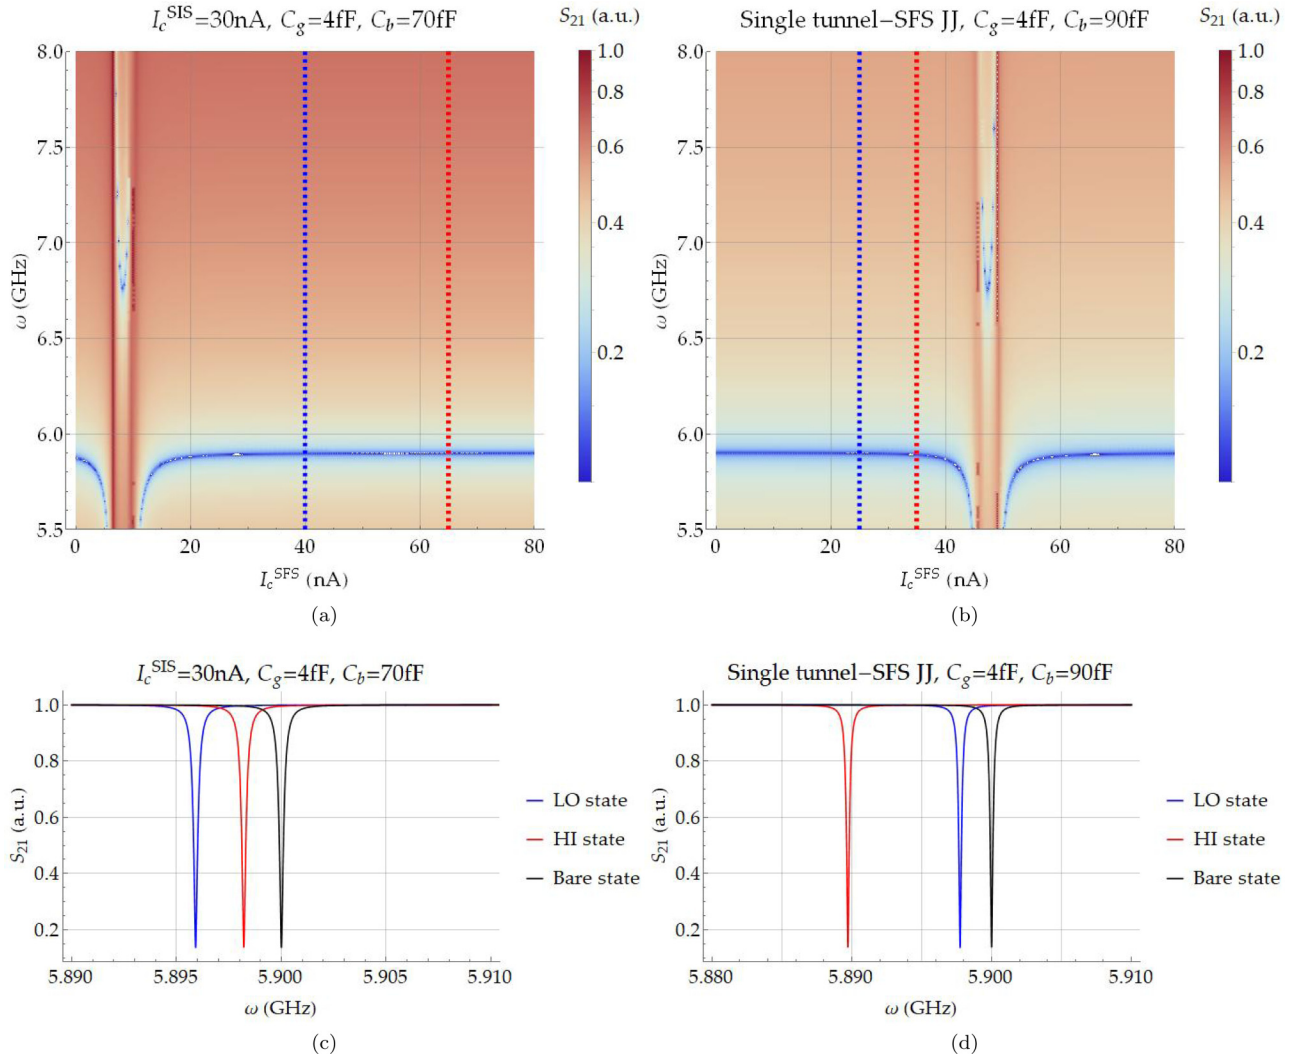 I_c^SIS=30nA, C_g=4fF, C_b=70fF
S_21 (a.u.)
8.0
7.5
7.0
6.5
6.0
5.5
ω (GHz)
0
20
40
60
80
I_c^SFS (nA)
1.0
0.8
0.6
0.4
0.2
(a)
Single tunnel–SFS JJ, C_g=4fF, C_b=90fF
S_21 (a.u.)
8.0
7.5
7.0
6.5
6.0
5.5
ω (GHz)
0
20
40
60
80
I_c^SFS (nA)
1.0
0.8
0.6
0.4
0.2
(b)
I_c^SIS=30nA, C_g=4fF, C_b=70fF
1.0
0.8
0.6
0.4
0.2
S_21 (a.u.)
5.890
5.895
5.900
5.905
5.910
ω (GHz)
LO state
HI state
Bare state
(c)
Single tunnel–SFS JJ, C_g=4fF, C_b=90fF
1.0
0.8
0.6
0.4
0.2
S_21 (a.u.)
5.880
5.890
5.900
5.910
ω (GHz)
LO state
HI state
Bare state
(d)